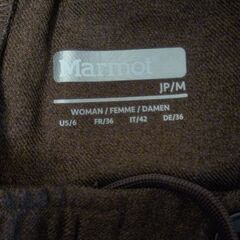 Marmot
JP/M
WOMAN / FEMME / DAMEN
US/6 FR/36 IT/42 DE/36